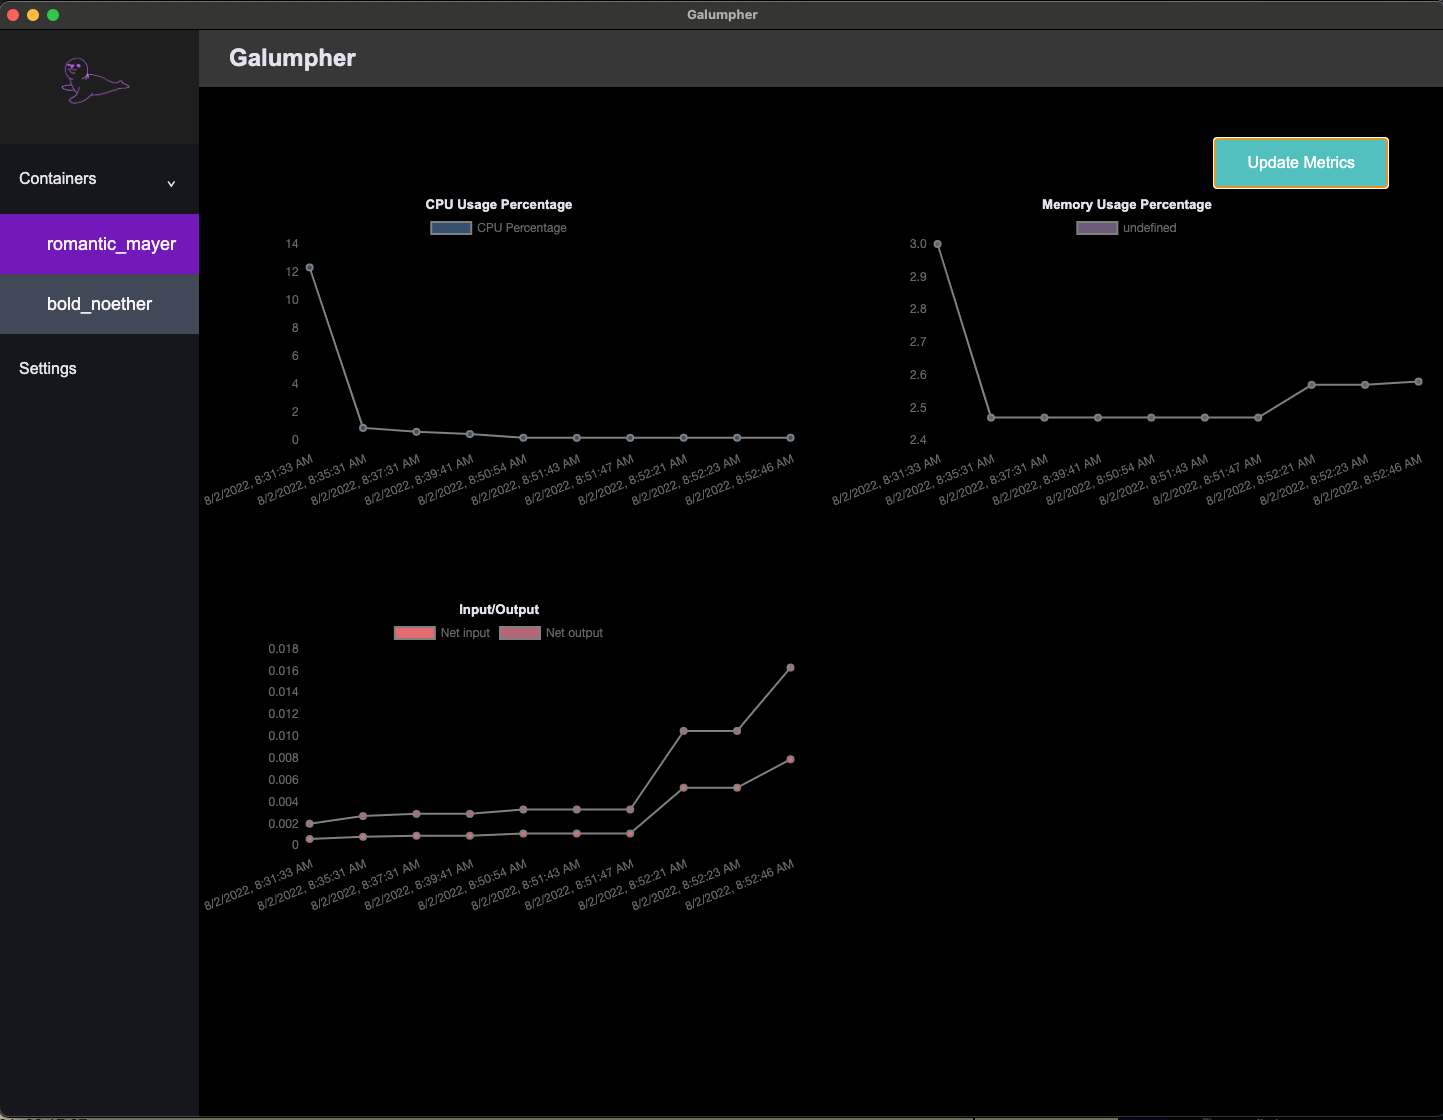 Galumpher
Galumpher
Containers
romantic_mayer
bold_noether
Settings
Update Metrics
CPU Usage Percentage
CPU Percentage
14
12
10
8
6
4
2
0
8/2/2022, 8:31:33 AM
8/2/2022, 8:35:31 AM
8/2/2022, 8:37:31 AM
8/2/2022, 8:39:41 AM
8/2/2022, 8:50:54 AM
8/2/2022, 8:51:43 AM
8/2/2022, 8:51:47 AM
8/2/2022, 8:52:21 AM
8/2/2022, 8:52:23 AM
8/2/2022, 8:52:46 AM
Memory Usage Percentage
undefined
3.0
2.9
2.8
2.7
2.6
2.5
2.4
8/2/2022, 8:31:33 AM
8/2/2022, 8:35:31 AM
8/2/2022, 8:37:31 AM
8/2/2022, 8:39:41 AM
8/2/2022, 8:50:54 AM
8/2/2022, 8:51:43 AM
8/2/2022, 8:51:47 AM
8/2/2022, 8:52:21 AM
8/2/2022, 8:52:23 AM
8/2/2022, 8:52:46 AM
Input/Output
Net input Net output
0.018
0.016
0.014
0.012
0.010
0.008
0.006
0.004
0.002
0
8/2/2022, 8:31:33 AM
8/2/2022, 8:35:31 AM
8/2/2022, 8:37:31 AM
8/2/2022, 8:39:41 AM
8/2/2022, 8:50:54 AM
8/2/2022, 8:51:43 AM
8/2/2022, 8:51:47 AM
8/2/2022, 8:52:21 AM
8/2/2022, 8:52:23 AM
8/2/2022, 8:52:46 AM